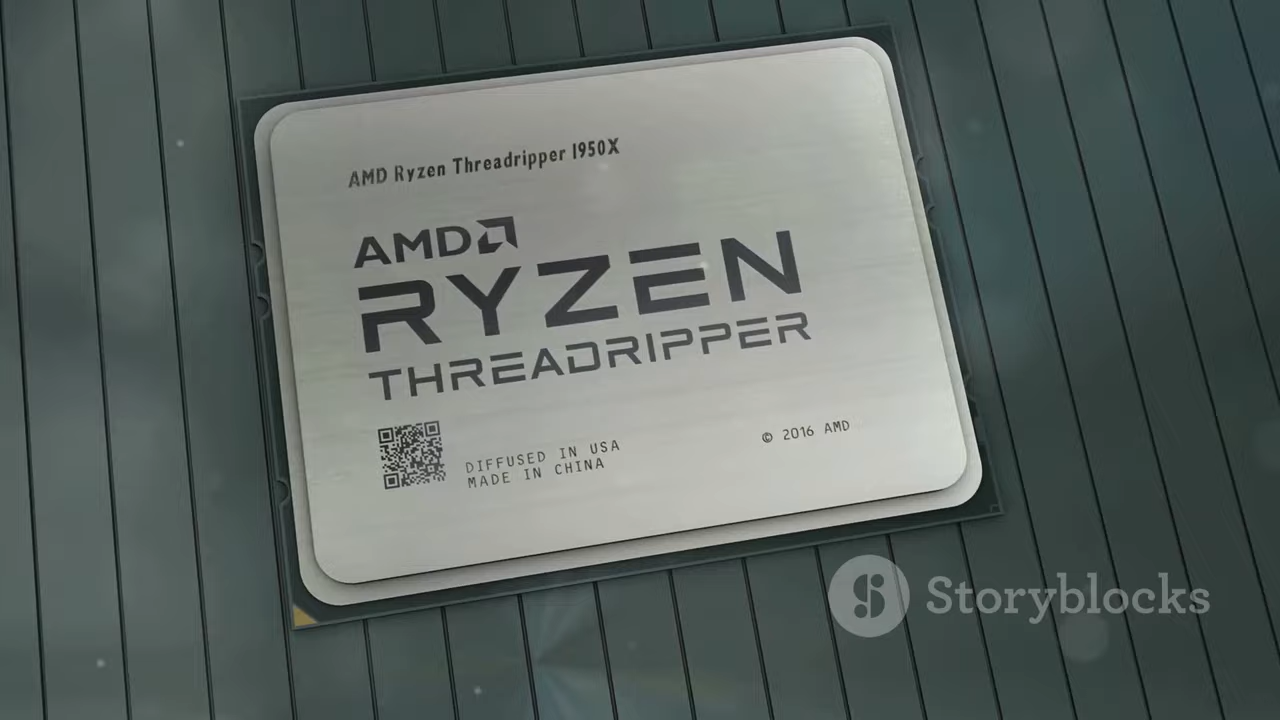 AMD Ryzen Threadripper 1950X
AMD
RYZEN
THREADRIPPER
DIFFUSED IN USA
MADE IN CHINA
© 2016 AMD
Storyblocks